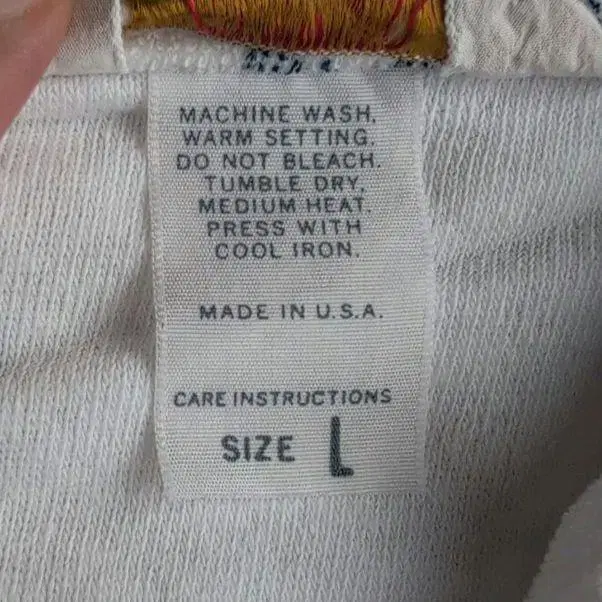 MACHINE WASH,
WARM SETTING.
DO NOT BLEACH.
TUMBLE DRY,
MEDIUM HEAT.
PRESS WITH
COOL IRON.
MADE IN U.S.A.
CARE INSTRUCTIONS
SIZE L